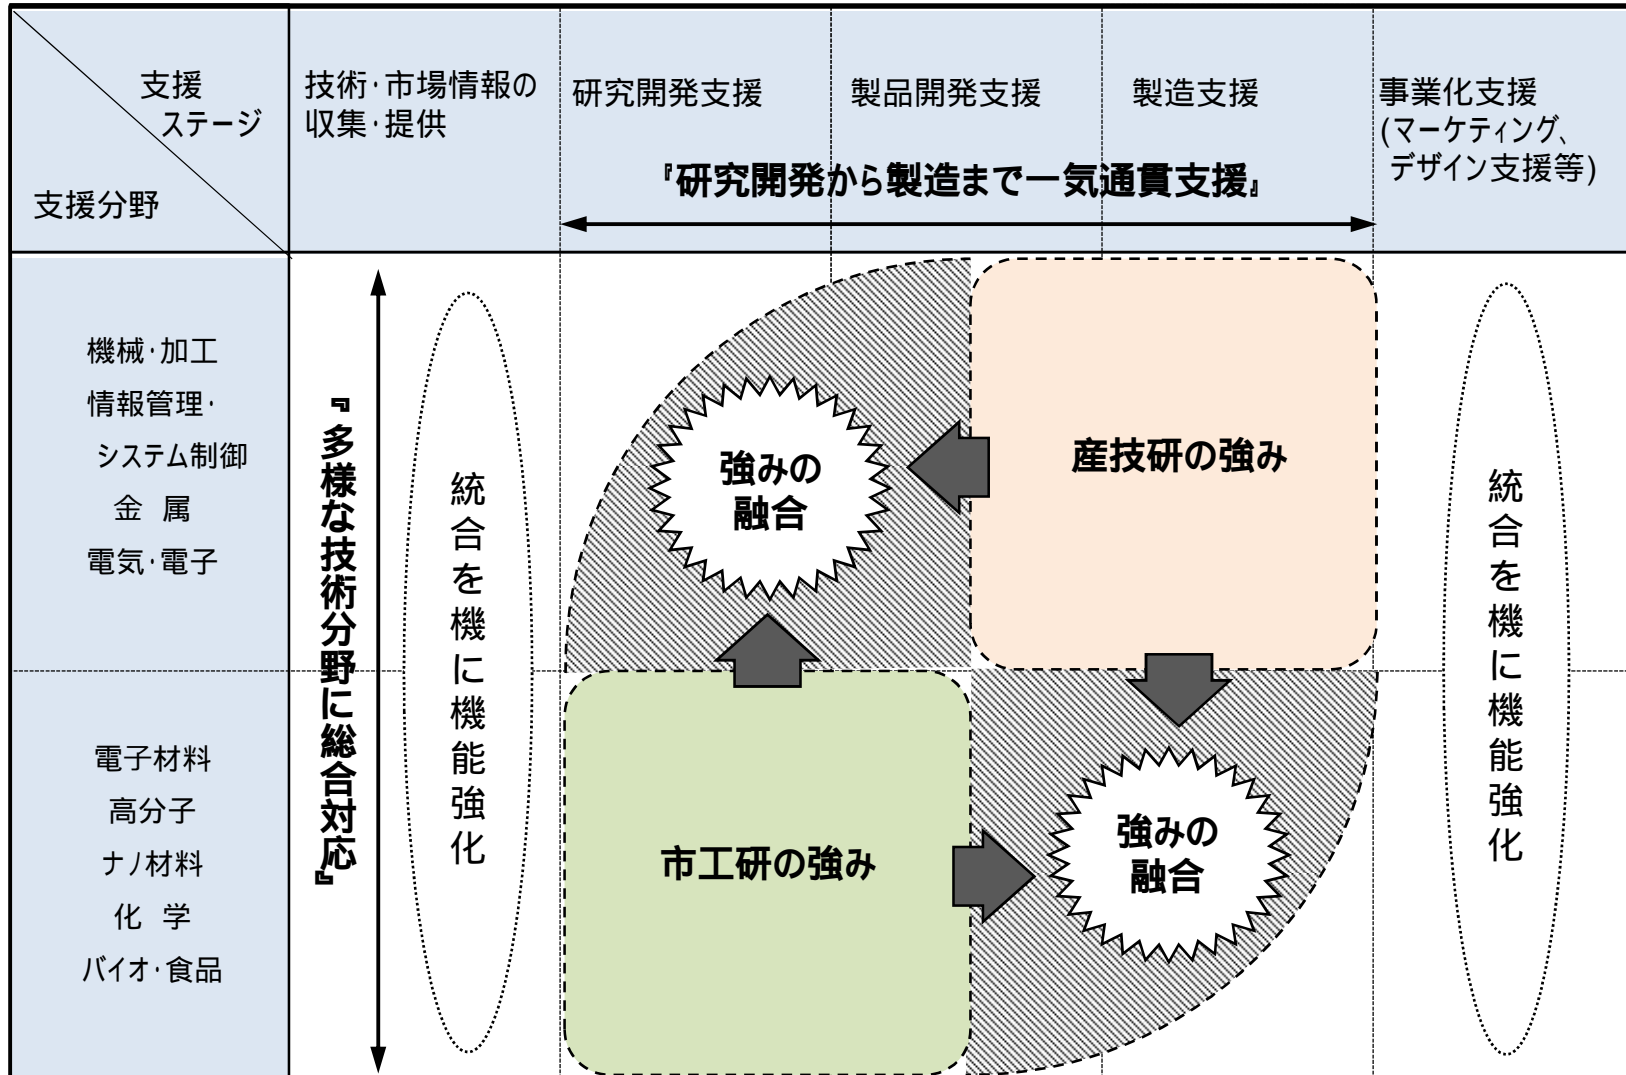 支援
ステージ
支援分野
技術･市場情報の
収集･提供
研究開発支援
製品開発支援
製造支援
事業化支援
(マーケティング、
デザイン支援等)
『研究開発から製造まで一気通貫支援』
機械･加工
情報管理･
システム制御
金 属
電気･電子
電子材料
高分子
ナノ材料
化 学
バイオ･食品
『多様な技術分野に総合対応』
統合を機に機能強化
強みの
融合
産技研の強み
市工研の強み
強みの
融合
統合を機に機能強化